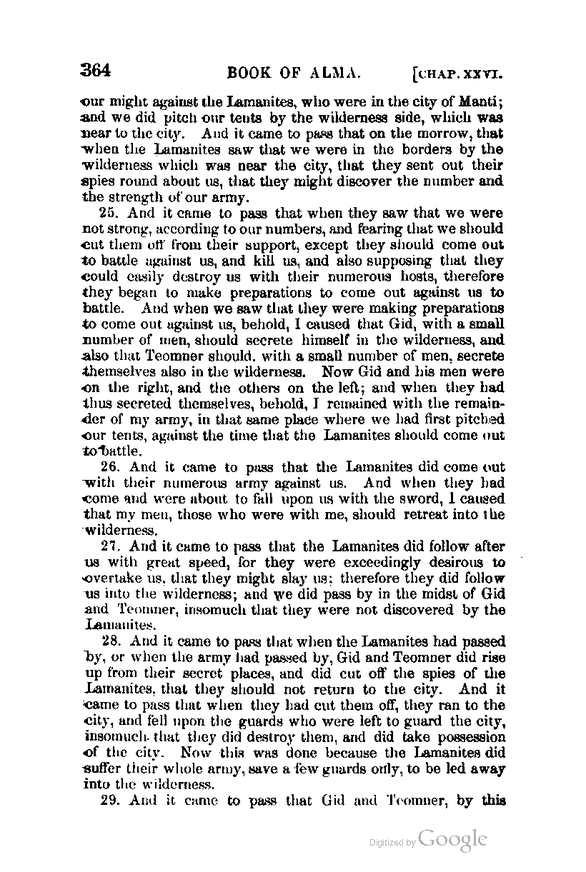 364 BOOK OF ALMA. [CHAP. XXVI.
our might against the Lamanites, who were in the city of Manti;
and we did pitch our tents by the wilderness side, which was
near to the city. And it came to pass that on the morrow, that
when the Lamanites saw that we were in the borders by the
wilderness which was near the city, that they sent out their
spies round about us, that they might discover the number and
the strength of our army.
25. And it came to pass that when they saw that we were
not strong, according to our numbers, and fearing that we should
cut them off from their support, except they should come out
to battle against us, and kill us, and also supposing that they
could easily destroy us with their numerous hosts, therefore
they began to make preparations to come out against us to
battle. And when we saw that they were making preparations
to come out against us, behold, I caused that Gid, with a small
number of men, should secrete himself in the wilderness, and
also that Teomner should, with a small number of men, secrete
themselves also in the wilderness. Now Gid and his men were
on the right, and the others on the left; and when they had
thus secreted themselves, behold, I remained with the remain-
der of my army, in that same place where we had first pitched
our tents, against the time that the Lamanites should come out
to battle.
26. And it came to pass that the Lamanites did come out
with their numerous army against us. And when they had
come and were about to fall upon us with the sword, I caused
that my men, those who were with me, should retreat into the
wilderness.
27. And it came to pass that the Lamanites did follow after
us with great speed, for they were exceedingly desirous to
overtake us, that they might slay us; therefore they did follow
us into the wilderness; and we did pass by in the midst of Gid
and Teomner, insomuch that they were not discovered by the
Lamanites.
28. And it came to pass that when the Lamanites had passed
by, or when the army had passed by, Gid and Teomner did rise
up from their secret places, and did cut off the spies of the
Lamanites, that they should not return to the city. And it
came to pass that when they had cut them off, they ran to the
city, and fell upon the guards who were left to guard the city,
insomuch that they did destroy them, and did take possession
of the city. Now this was done because the Lamanites did
suffer their whole army, save a few guards only, to be led away
into the wilderness.
29. And it came to pass that Gid and Teomner, by this
Digitized by Google